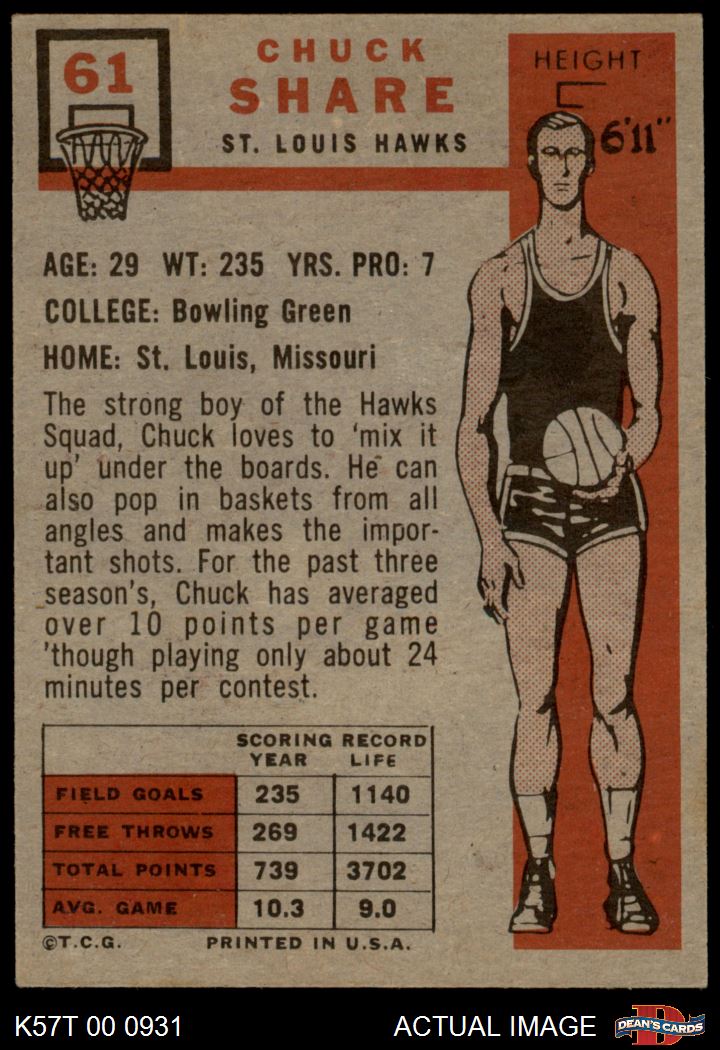 61
CHUCK
SHARE
ST. LOUIS HAWKS
HEIGHT
6'11"
AGE: 29 WT: 235 YRS. PRO: 7
COLLEGE: Bowling Green
HOME: St. Louis, Missouri
The strong boy of the Hawks
Squad, Chuck loves to 'mix it
up' under the boards. He can
also pop in baskets from all
angles and makes the impor-
tant shots. For the past three
season's, Chuck has averaged
over 10 points per game
'though playing only about 24
minutes per contest.
SCORING RECORD
YEAR LIFE
FIELD GOALS 235 1140
FREE THROWS 269 1422
TOTAL POINTS 739 3702
AVG. GAME 10.3 9.0
©T.C.G. PRINTED IN U.S.A.
K57T 00 0931 ACTUAL IMAGE D DEAN'S CARDS